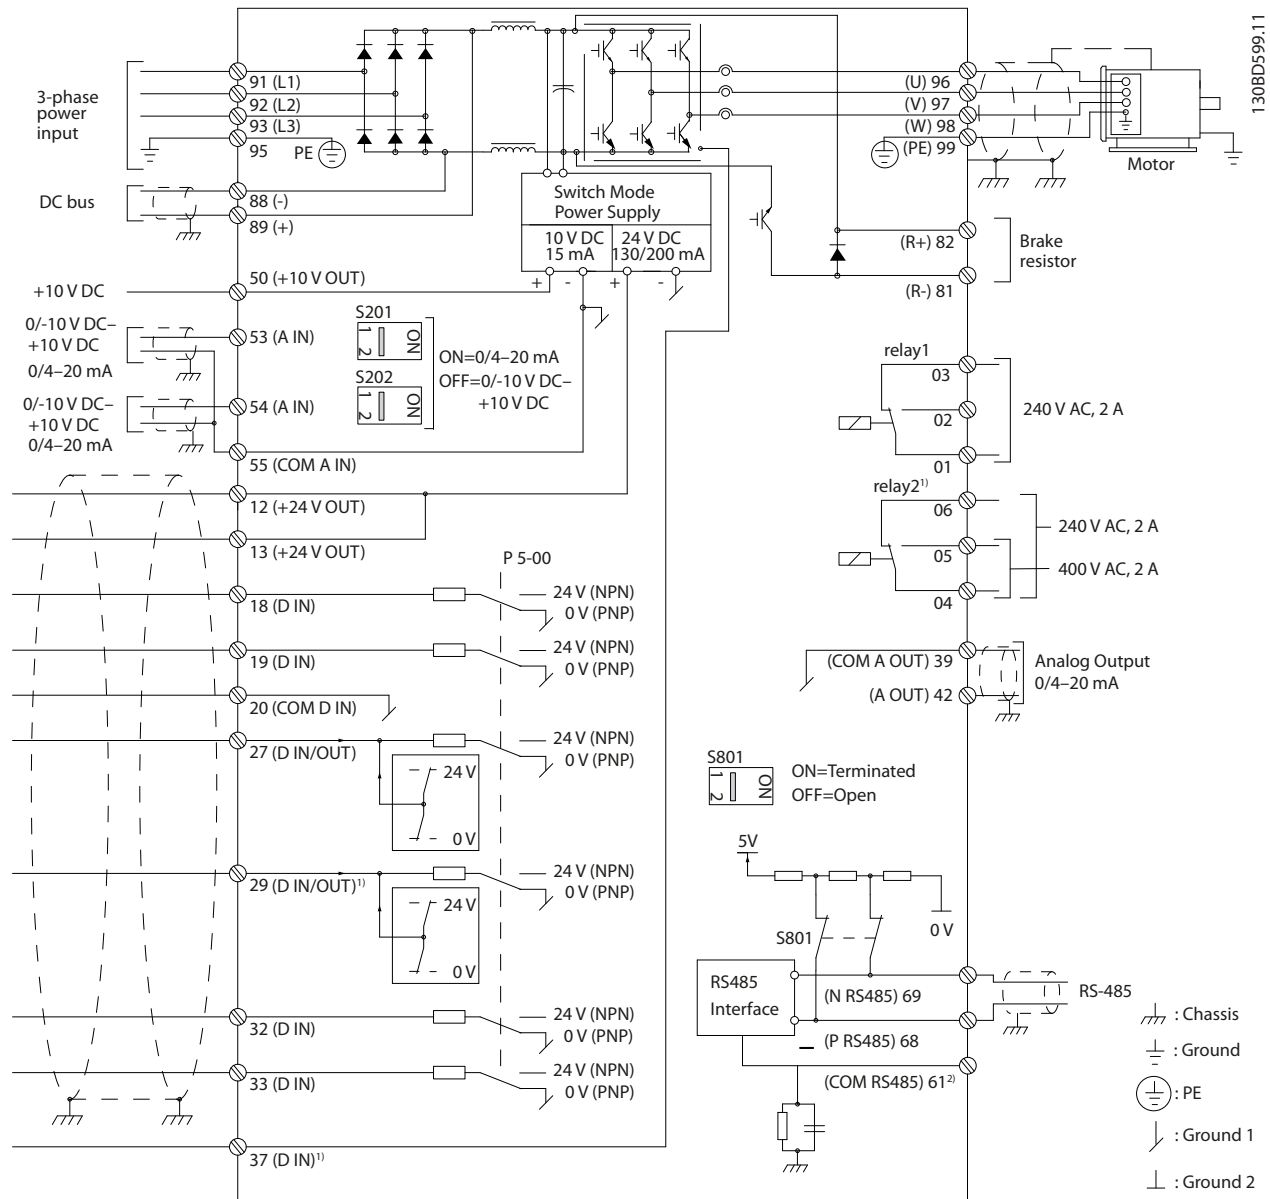 130BD599.11
3-phase
power
input
91 (L1)
92 (L2)
93 (L3)
95
PE
(U) 96
(V) 97
(W) 98
(PE) 99
Motor
DC bus
88 (-)
89 (+)
Switch Mode
Power Supply
10 V DC
15 mA
24 V DC
130/200 mA
+
-
+
-
(R+) 82
(R-) 81
Brake
resistor
+10 V DC
50 (+10 V OUT)
0/-10 V DC–
+10 V DC
0/4–20 mA
53 (A IN)
0/-10 V DC–
+10 V DC
0/4–20 mA
54 (A IN)
55 (COM A IN)
S201
1
2
ON
S202
1
2
ON
ON=0/4–20 mA
OFF=0/-10 V DC–
+10 V DC
relay1
03
02
01
240 V AC, 2 A
relay2¹⁾
06
05
04
240 V AC, 2 A
400 V AC, 2 A
12 (+24 V OUT)
13 (+24 V OUT)
P 5-00
18 (D IN)
24 V (NPN)
0 V (PNP)
19 (D IN)
24 V (NPN)
0 V (PNP)
20 (COM D IN)
27 (D IN/OUT)
24 V (NPN)
0 V (PNP)
24 V
0 V
29 (D IN/OUT)¹⁾
24 V (NPN)
0 V (PNP)
24 V
0 V
32 (D IN)
24 V (NPN)
0 V (PNP)
33 (D IN)
24 V (NPN)
0 V (PNP)
37 (D IN)¹⁾
(COM A OUT) 39
(A OUT) 42
Analog Output
0/4–20 mA
S801
1
2
ON
ON=Terminated
OFF=Open
5V
0 V
S801
RS485
Interface
(N RS485) 69
(P RS485) 68
(COM RS485) 61²⁾
RS-485
: Chassis
: Ground
: PE
: Ground 1
: Ground 2